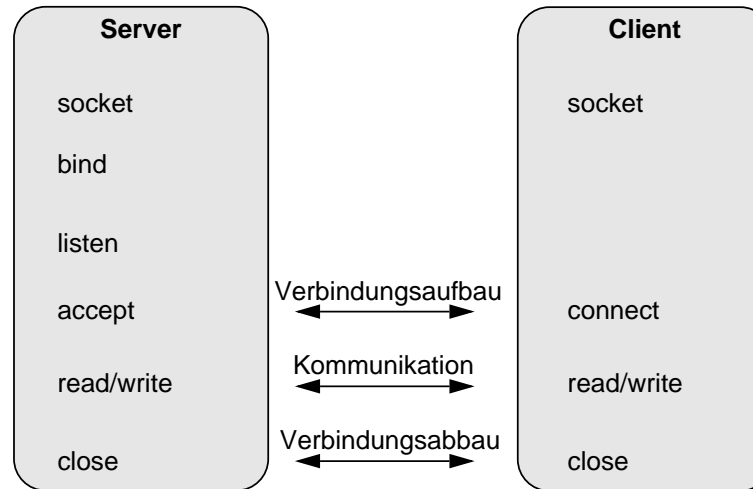 Server
socket
bind
listen
accept
read/write
close
Verbindungsaufbau
Kommunikation
Verbindungsabbau
Client
socket
connect
read/write
close